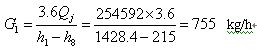 G₁ = 3.6Qⱼ / (h₁ − h₈) = 254592×3.6 / (1428.4−215) = 755 kg/h